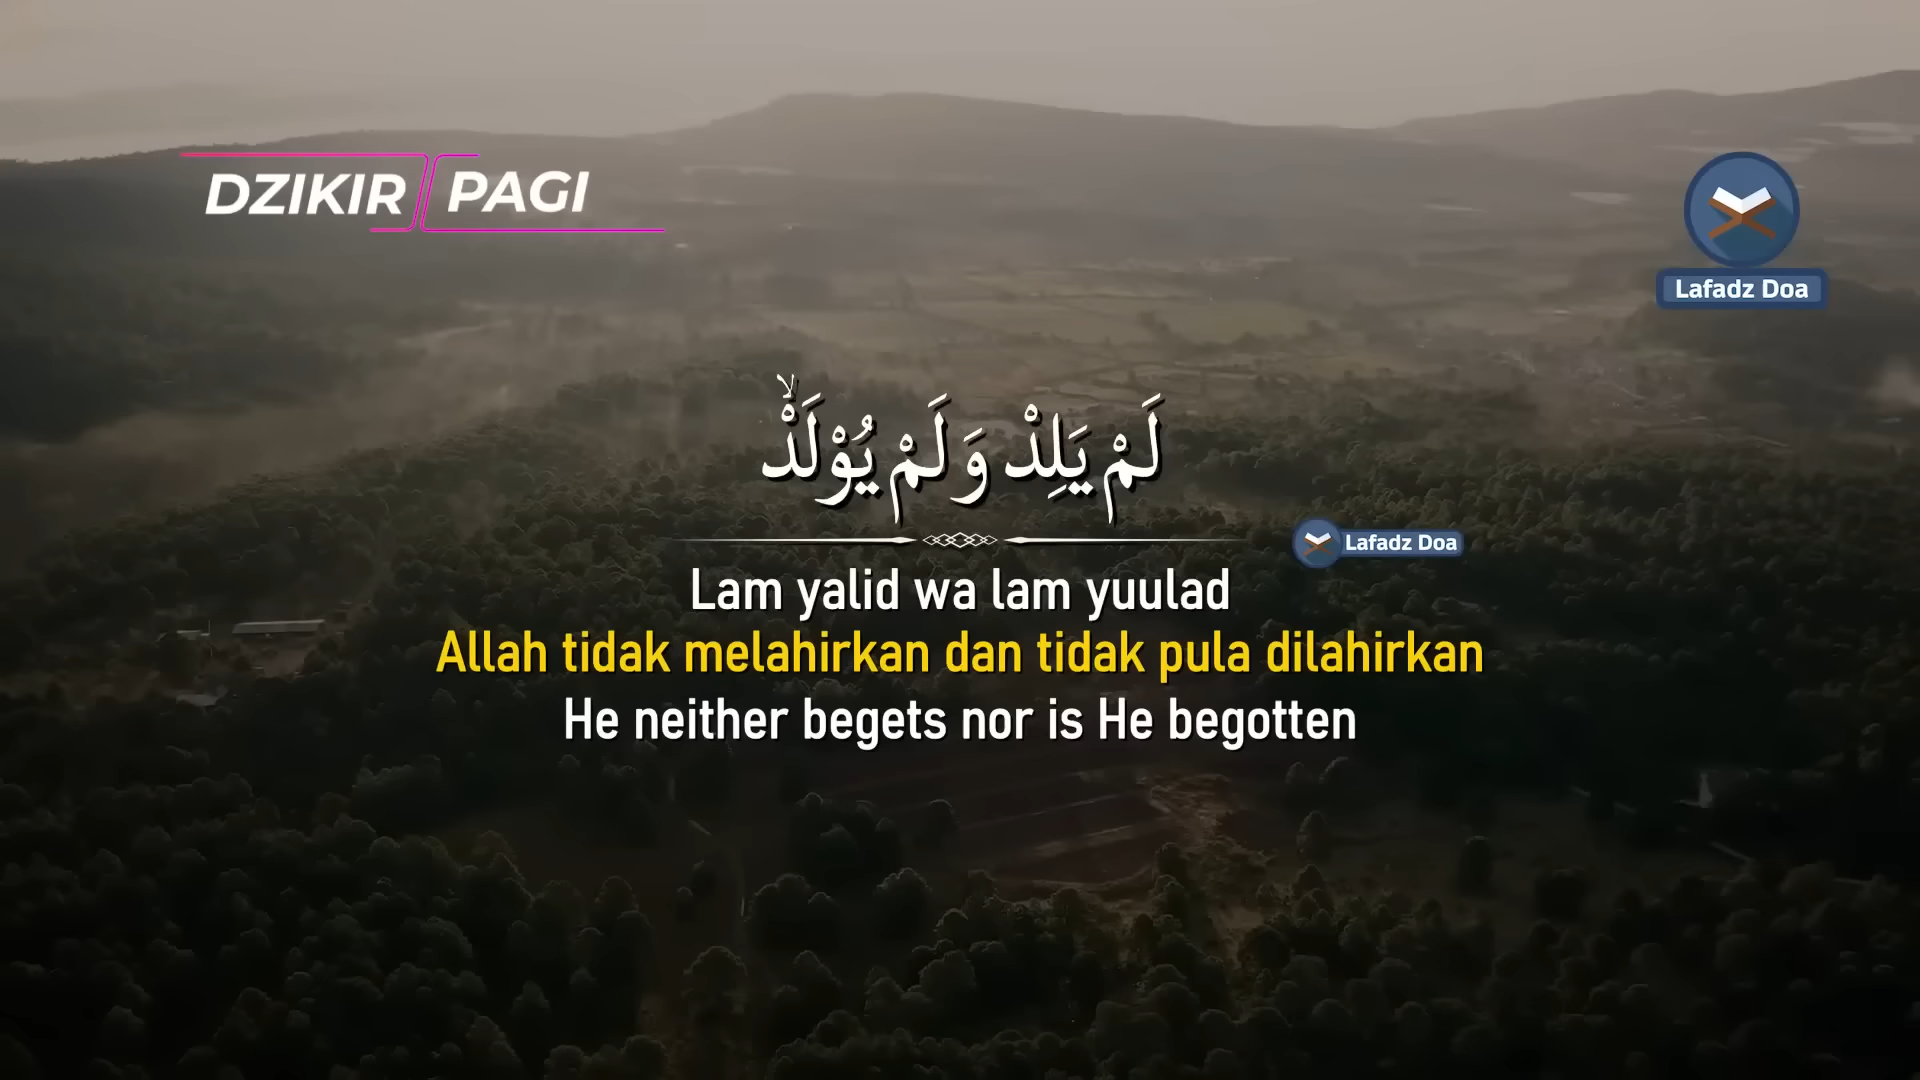 DZIKIR PAGI
Lafadz Doa
لَمْ يَلِدْ وَلَمْ يُوْلَدْۙ
Lafadz Doa
Lam yalid wa lam yuulad
Allah tidak melahirkan dan tidak pula dilahirkan
He neither begets nor is He begotten